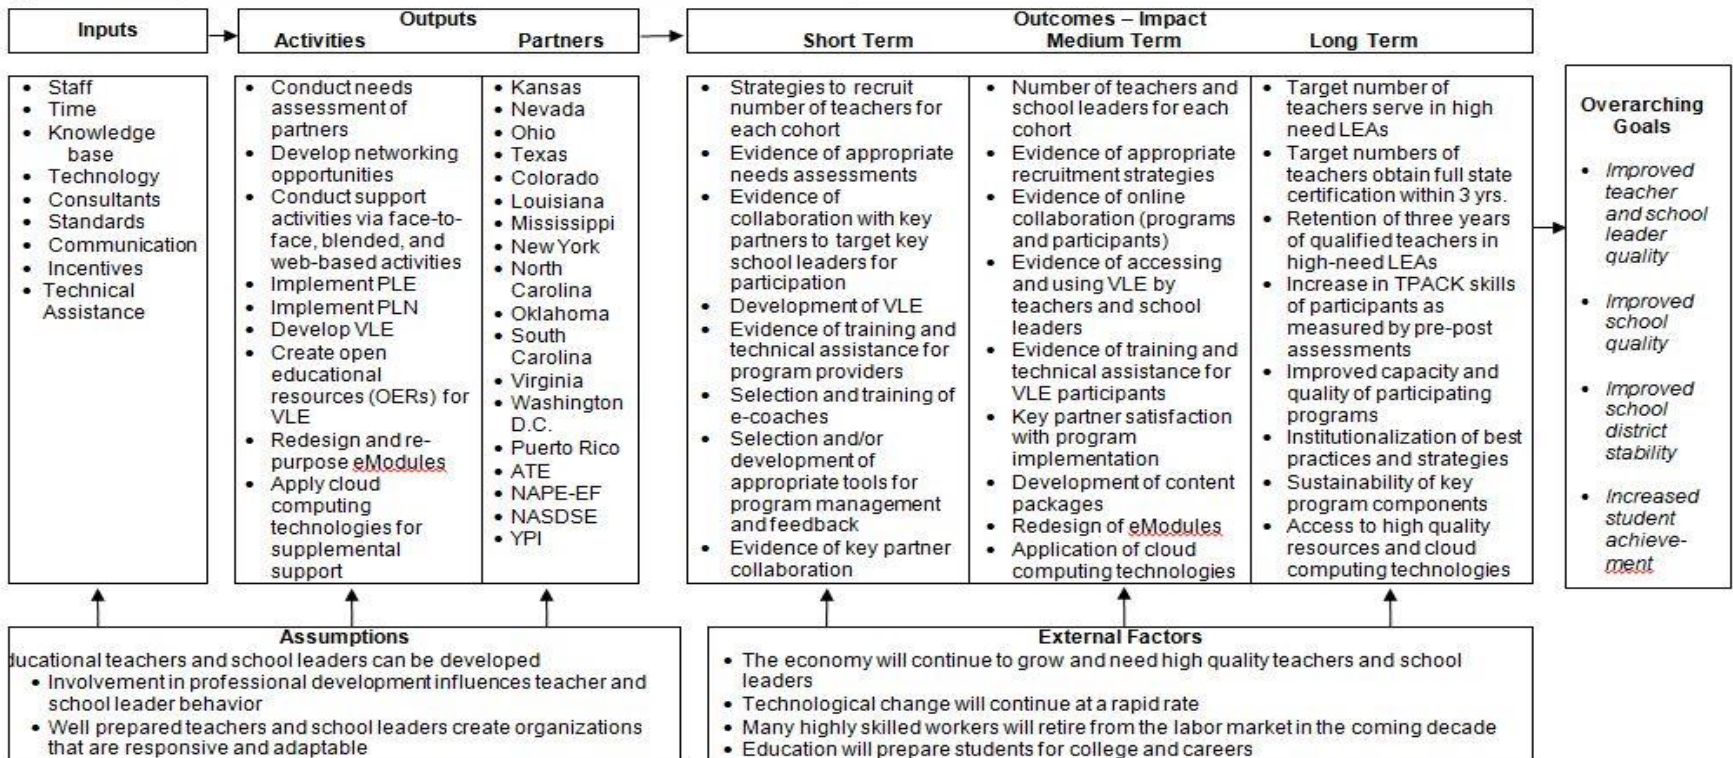 Inputs
Outputs
Activities Partners
Outcomes – Impact
Short Term Medium Term Long Term
• Staff
• Time
• Knowledge
base
• Technology
• Consultants
• Standards
• Communication
• Incentives
• Technical
Assistance
• Conduct needs
assessment of
partners
• Develop networking
opportunities
• Conduct support
activities via face-to-
face, blended, and
web-based activities
• Implement PLE
• Implement PLN
• Develop VLE
• Create open
educational
resources (OERs) for
VLE
• Redesign and re-
purpose eModules
• Apply cloud
computing
technologies for
supplemental
support
• Kansas
• Nevada
• Ohio
• Texas
• Colorado
• Louisiana
• Mississippi
• New York
• North
Carolina
• Oklahoma
• South
Carolina
• Virginia
• Washington
D.C.
• Puerto Rico
• ATE
• NAPE-EF
• NASDSE
• YPI
• Strategies to recruit
number of teachers for
each cohort
• Evidence of appropriate
needs assessments
• Evidence of
collaboration with key
partners to target key
school leaders for
participation
• Development of VLE
• Evidence of training and
technical assistance for
program providers
• Selection and training of
e-coaches
• Selection and/or
development of
appropriate tools for
program management
and feedback
• Evidence of key partner
collaboration
• Number of teachers and
school leaders for each
cohort
• Evidence of appropriate
recruitment strategies
• Evidence of online
collaboration (programs
and participants)
• Evidence of accessing
and using VLE by
teachers and school
leaders
• Evidence of training and
technical assistance for
VLE participants
• Key partner satisfaction
with program
implementation
• Development of content
packages
• Redesign of eModules
• Application of cloud
computing technologies
• Target number of
teachers serve in high
need LEAs
• Target numbers of
teachers obtain full state
certification within 3 yrs.
• Retention of three years
of qualified teachers in
high-need LEAs
• Increase in TPACK skills
of participants as
measured by pre-post
assessments
• Improved capacity and
quality of participating
programs
• Institutionalization of best
practices and strategies
• Sustainability of key
program components
• Access to high quality
resources and cloud
computing technologies
Overarching
Goals
• Improved
teacher
and school
leader
quality
• Improved
school
quality
• Improved
school
district
stability
• Increased
student
achieve-
ment
Assumptions
ducational teachers and school leaders can be developed
• Involvement in professional development influences teacher and
school leader behavior
• Well prepared teachers and school leaders create organizations
that are responsive and adaptable
External Factors
• The economy will continue to grow and need high quality teachers and school
leaders
• Technological change will continue at a rapid rate
• Many highly skilled workers will retire from the labor market in the coming decade
• Education will prepare students for college and careers